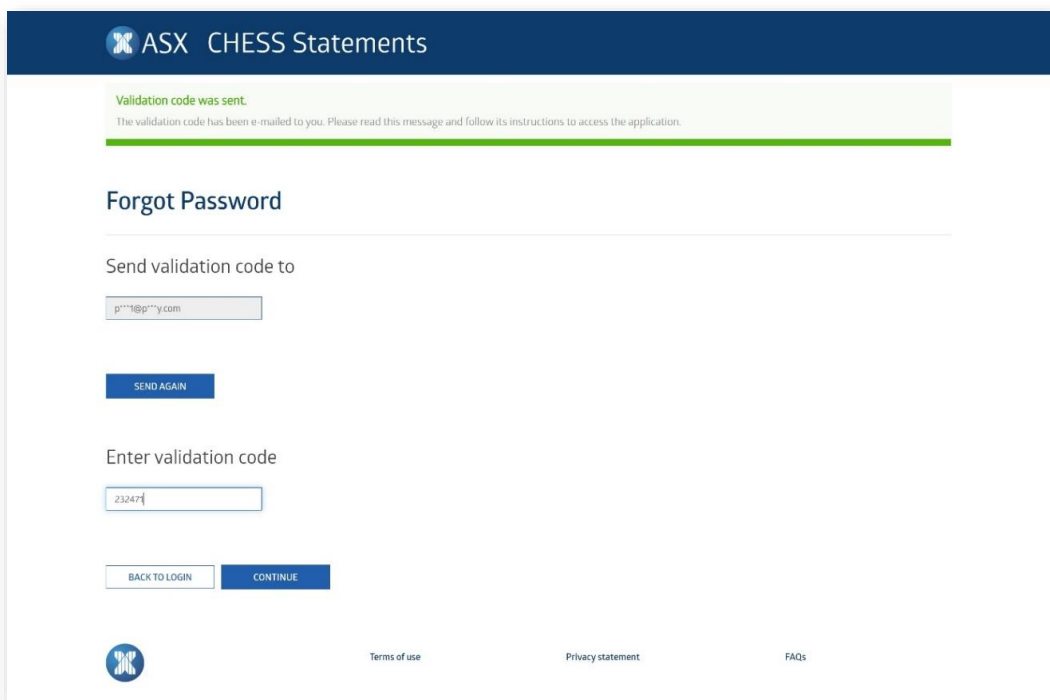 ASX CHESS Statements
Validation code was sent.
The validation code has been e-mailed to you. Please read this message and follow its instructions to access the application.
Forgot Password
Send validation code to
p***1@p***y.com
SEND AGAIN
Enter validation code
232471
BACK TO LOGIN CONTINUE
Terms of use Privacy statement FAQs